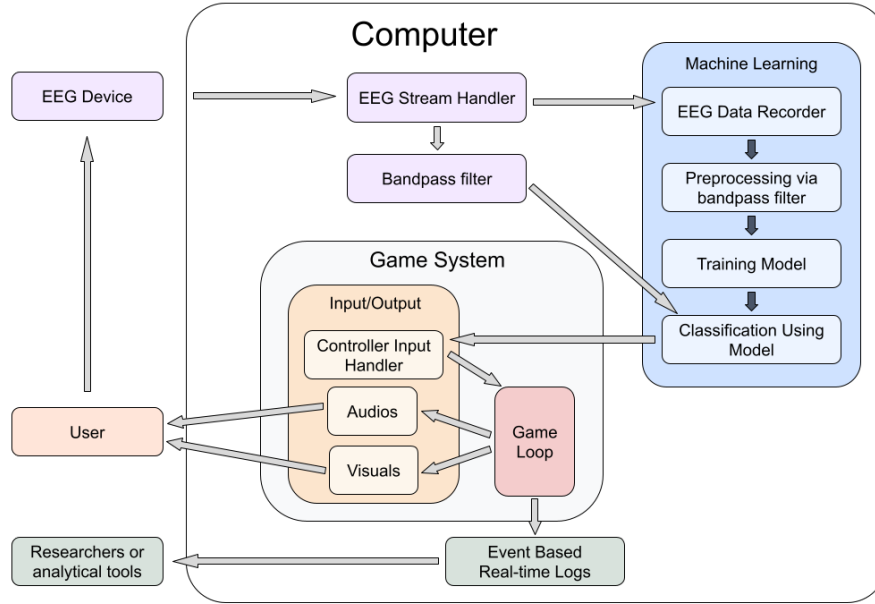 Computer
EEG Device
EEG Stream Handler
Bandpass filter
Machine Learning
EEG Data Recorder
Preprocessing via
bandpass filter
Training Model
Classification Using
Model
Game System
Input/Output
Controller Input
Handler
Audios
Visuals
Game
Loop
User
Researchers or
analytical tools
Event Based
Real-time Logs